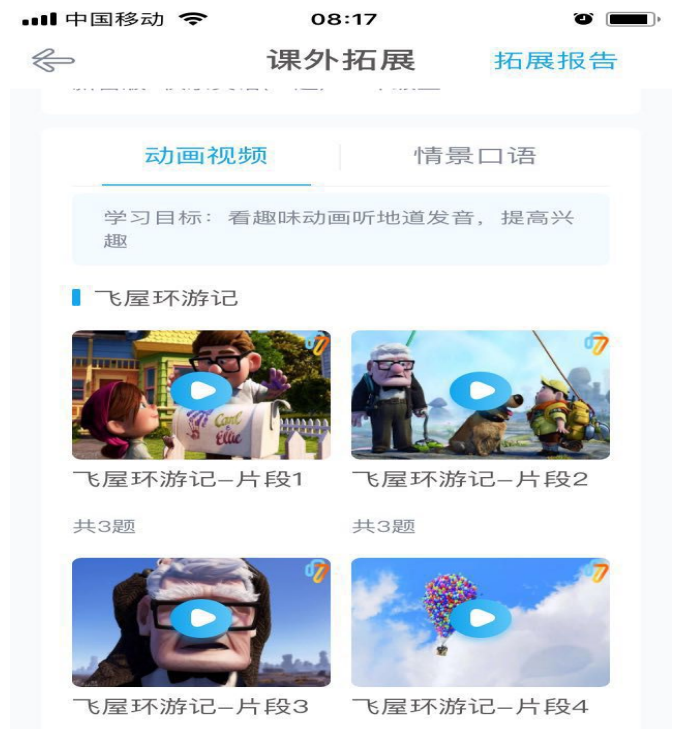 中国移动 08:17
课外拓展 拓展报告
动画视频 情景口语
学习目标：看趣味动画听地道发音，提高兴
趣
飞屋环游记
Carl
Ellie
飞屋环游记–片段1 飞屋环游记–片段2
共3题 共3题
飞屋环游记–片段3 飞屋环游记–片段4